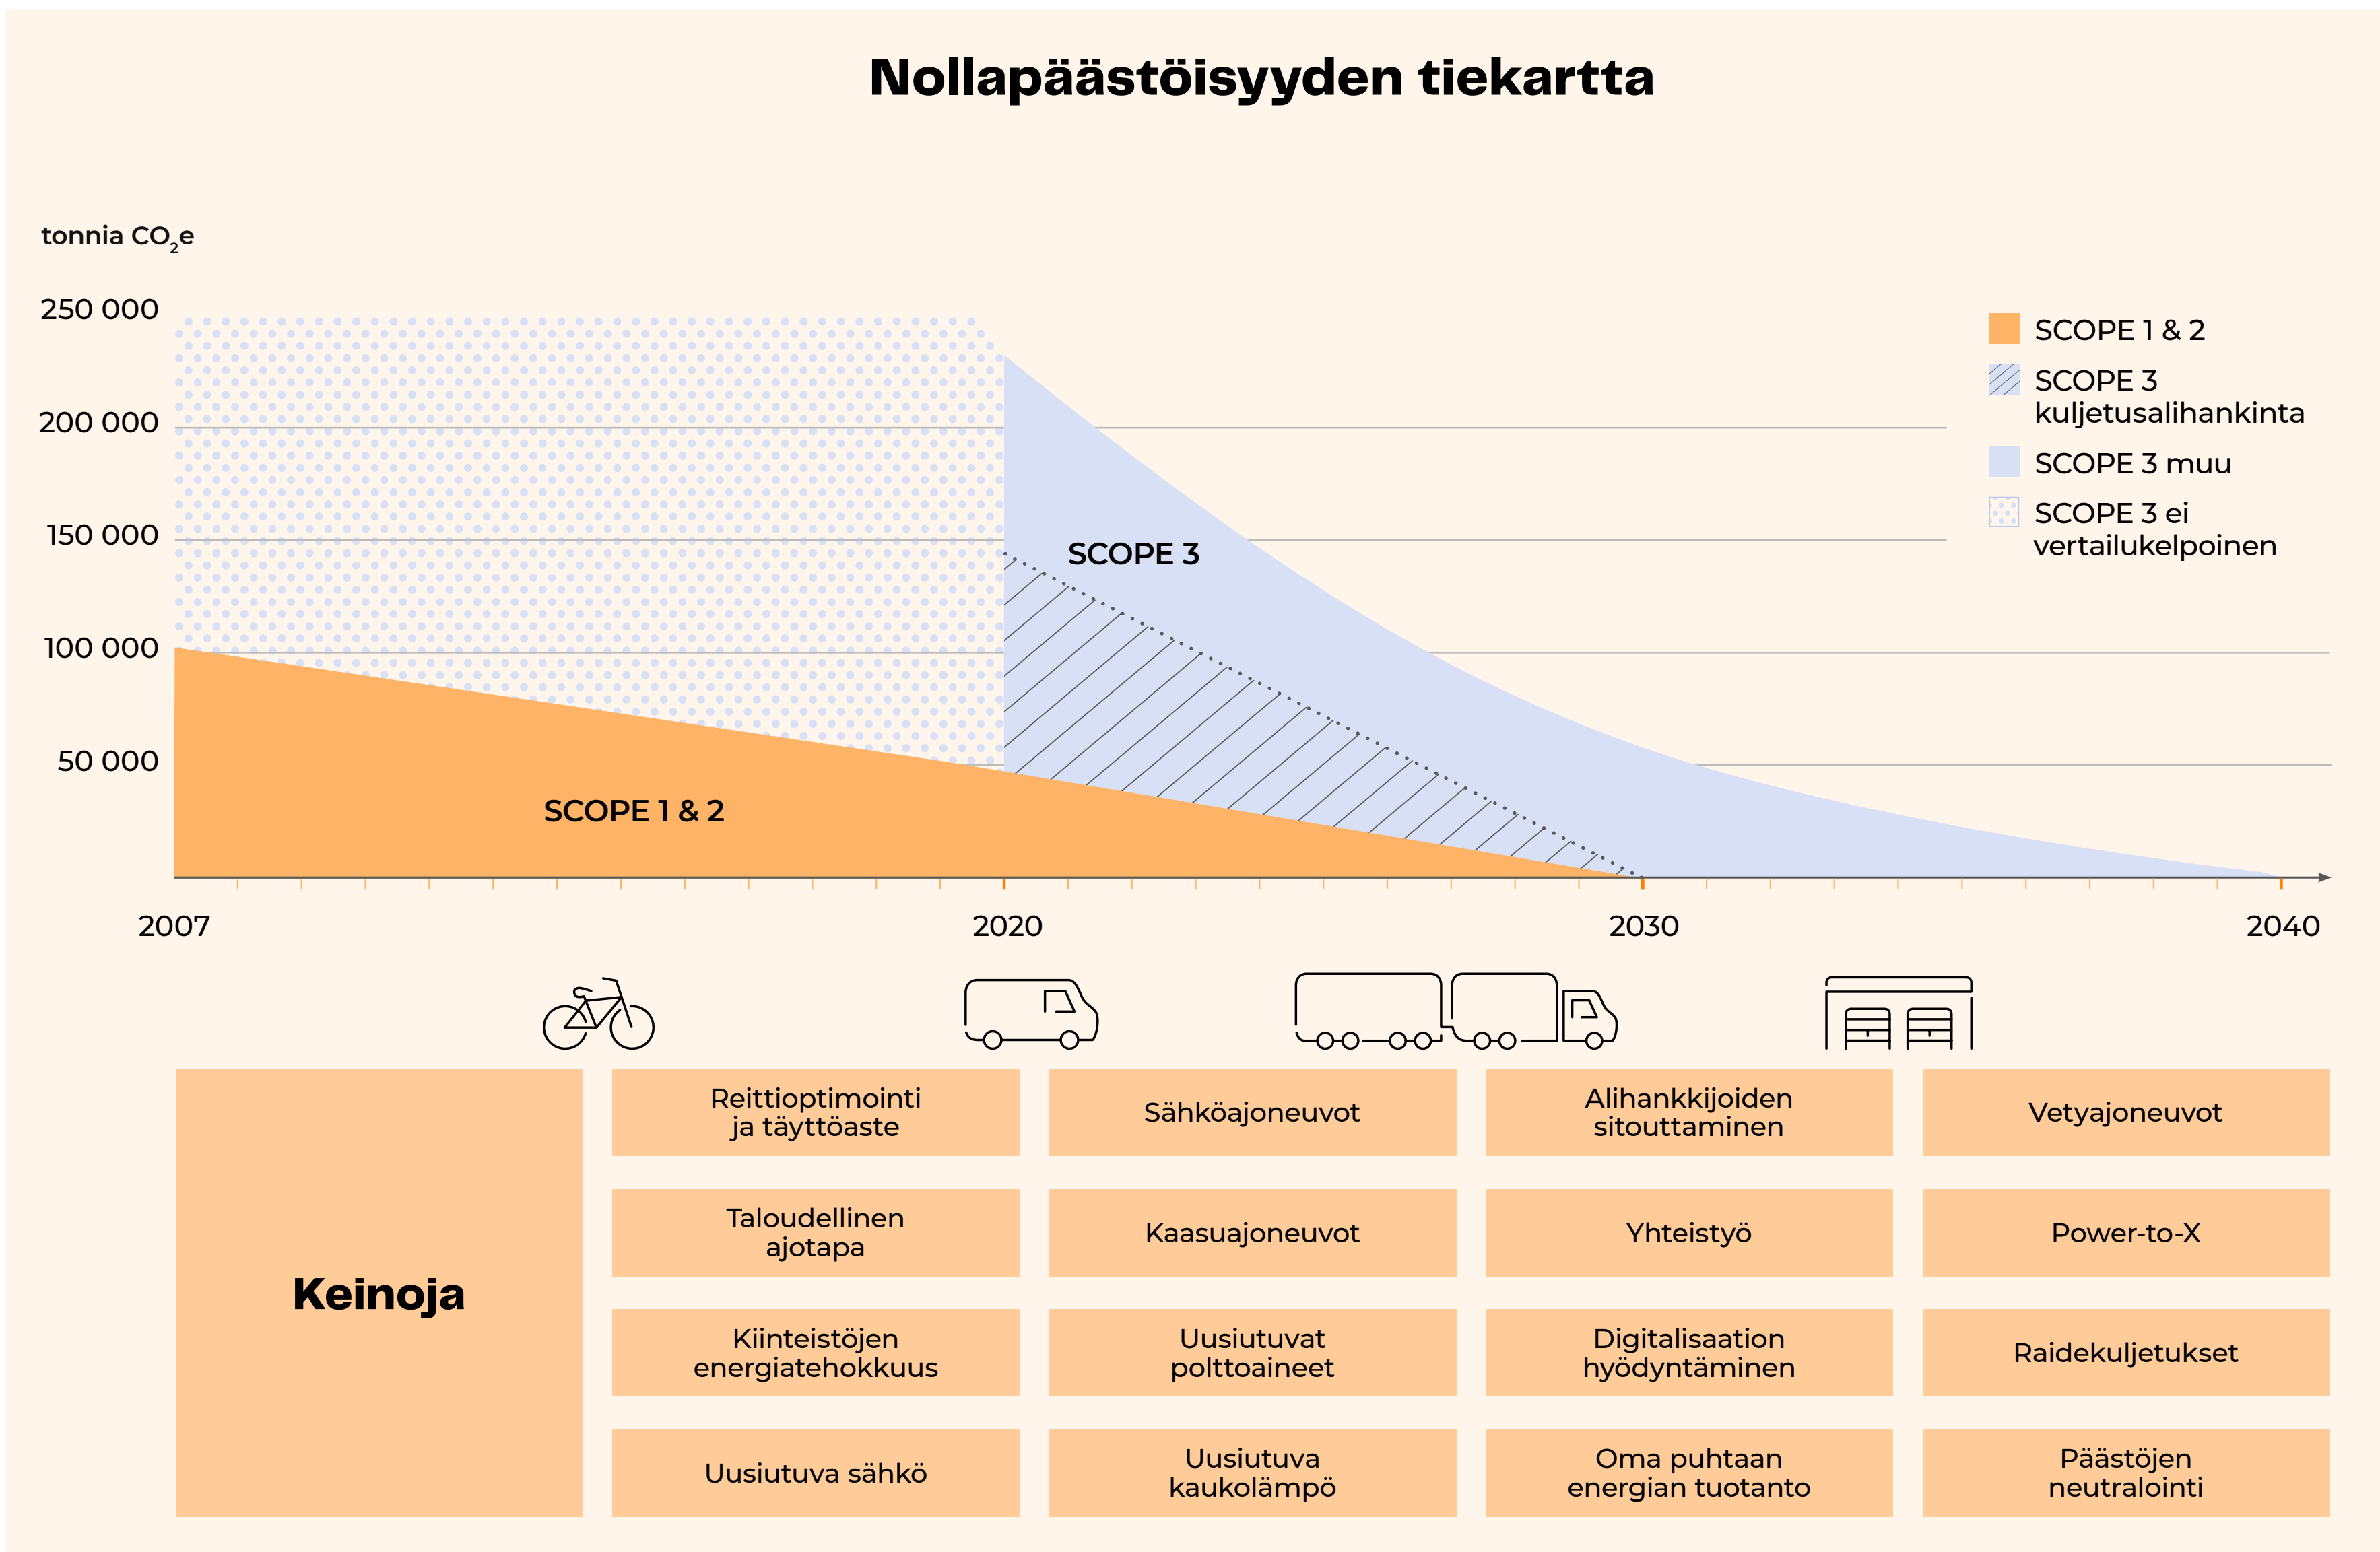 Nollapäästöisyyden tiekartta
tonnia CO₂e
250 000
200 000
150 000
100 000
50 000
SCOPE 1 & 2
SCOPE 3
kuljetusalihankinta
SCOPE 3 muu
SCOPE 3 ei
vertailukelpoinen
SCOPE 3
SCOPE 1 & 2
2007
2020
2030
2040
Keinoja
Reittioptimointi
ja täyttöaste
Sähköajoneuvot
Alihankkijoiden
sitouttaminen
Vetyajoneuvot
Taloudellinen
ajotapa
Kaasuajoneuvot
Yhteistyö
Power-to-X
Kiinteistöjen
energiatehokkuus
Uusiutuvat
polttoaineet
Digitalisaation
hyödyntäminen
Raidekuljetukset
Uusiutuva sähkö
Uusiutuva
kaukolämpö
Oma puhtaan
energian tuotanto
Päästöjen
neutralointi